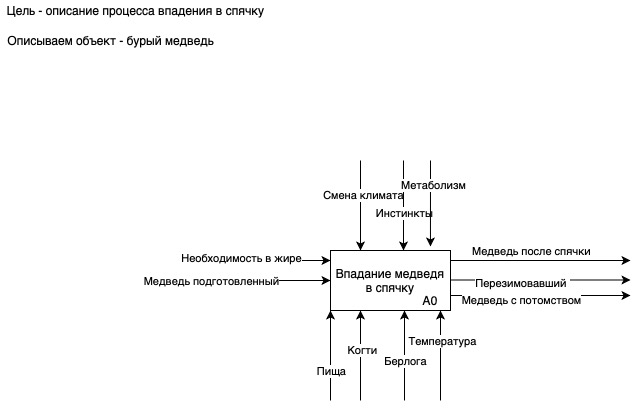 Цель - описание процесса впадения в спячку
Описываем объект - бурый медведь
Метаболизм
Смена климата
Инстинкты
Необходимость в жире
Медведь подготовленный
Впадание медведя
в спячку
A0
Медведь после спячки
Перезимовавший
Медведь с потомством
Температура
Когти
Берлога
Пища